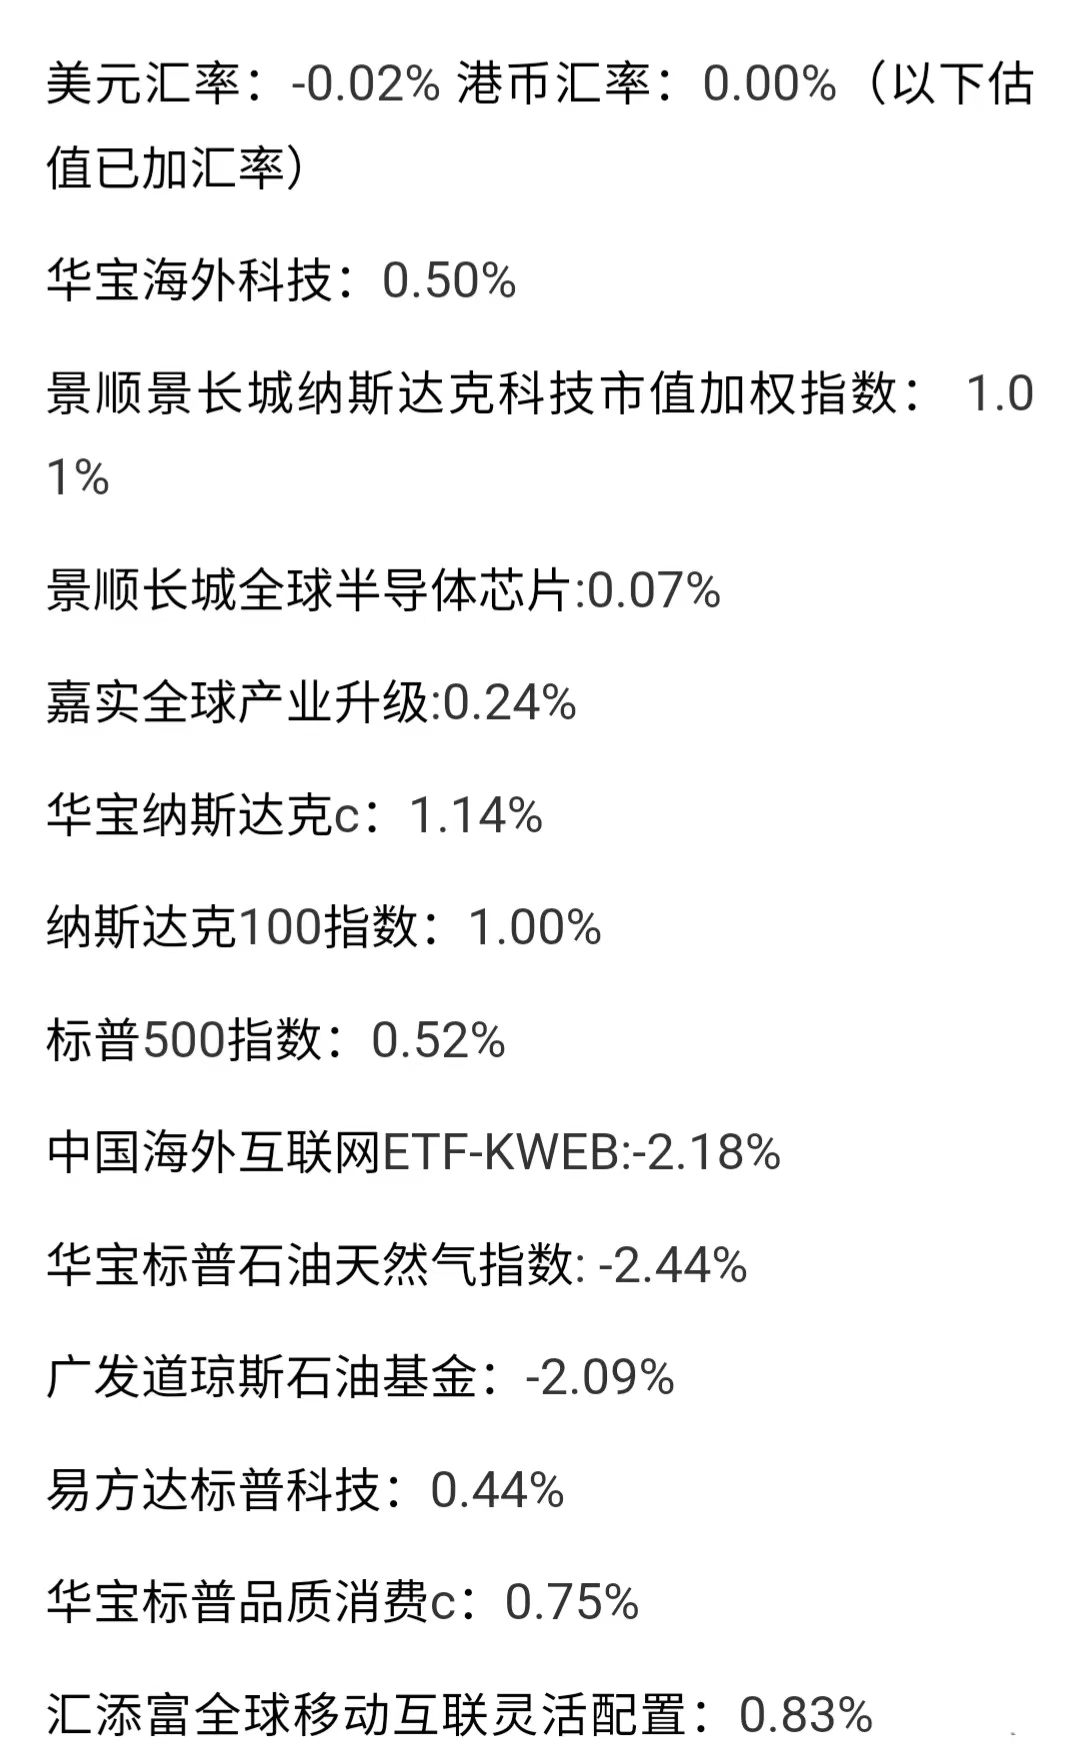 美元汇率：-0.02% 港币汇率：0.00%（以下估
值已加汇率）
华宝海外科技：0.50%
景顺景长城纳斯达克科技市值加权指数： 1.0
1%
景顺长城全球半导体芯片:0.07%
嘉实全球产业升级:0.24%
华宝纳斯达克c：1.14%
纳斯达克100指数：1.00%
标普500指数：0.52%
中国海外互联网ETF-KWEB:-2.18%
华宝标普石油天然气指数: -2.44%
广发道琼斯石油基金：-2.09%
易方达标普科技：0.44%
华宝标普品质消费c：0.75%
汇添富全球移动互联灵活配置：0.83%